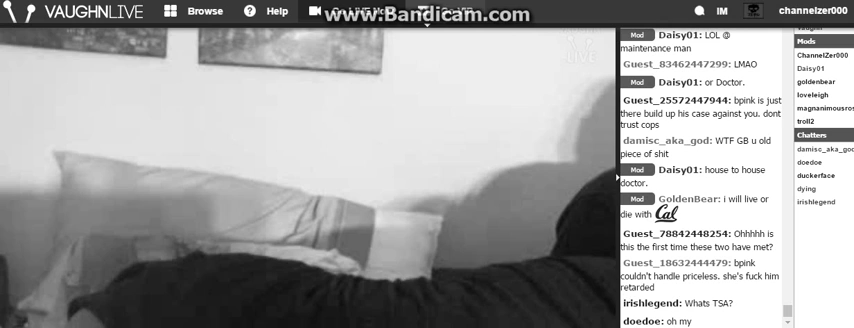 www.Bandicam.com
VAUGHNLIVE
Browse
Help
IM
channelzer000
LIVE
Mod Daisy01: LOL @
maintenance man
Guest_83462447299: LMAO
Mod Daisy01: or Doctor.
Guest_25572447944: bpink is just
there build up his case against you. dont
trust cops
damisc_aka_god: WTF GB u old
piece of shit
Mod Daisy01: house to house
doctor.
Mod GoldenBear: i will live or
die with Cal
Guest_78842448254: Ohhhhh is
this the first time these two have met?
Guest_18632444479: bpink
couldn't handle priceless. she's fuck him
retarded
irishlegend: Whats TSA?
doedoe: oh my
Mods
ChannelZer000
Daisy01
goldenbear
loveleigh
magnanimousros
troll2
Chatters
damisc_aka_god
doedoe
duckerface
dying
irishlegend